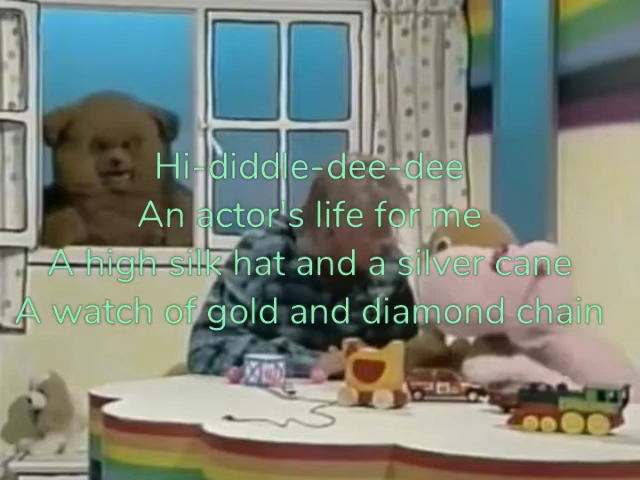 Hi-diddle-dee-dee
An actor's life for me
A high silk hat and a silver cane
A watch of gold and diamond chain